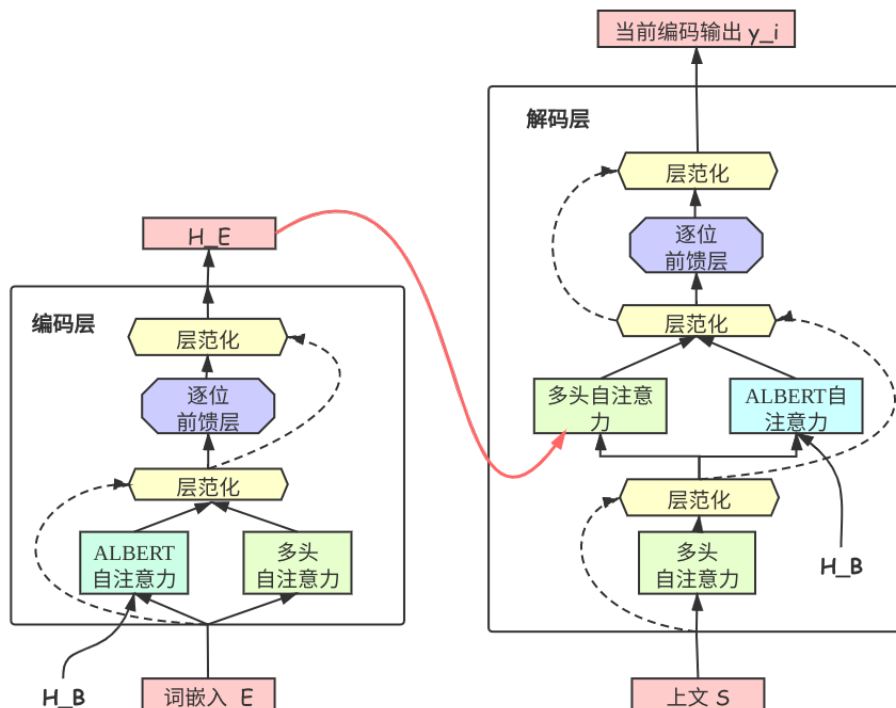 当前编码输出 y_i
解码层
层范化
逐位
前馈层
层范化
多头自注意
力
ALBERT自
注意力
层范化
多头
自注意力
H_B
上文 S
H_E
编码层
层范化
逐位
前馈层
层范化
ALBERT
自注意力
多头
自注意力
H_B
词嵌入 E